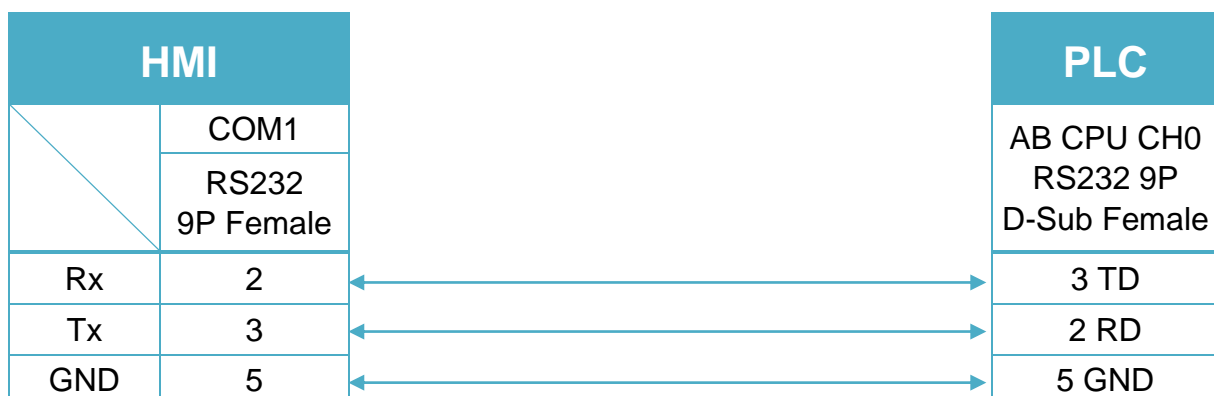 HMI
PLC
COM1
RS232
9P Female
AB CPU CH0
RS232 9P
D-Sub Female
Rx 2 3 TD
Tx 3 2 RD
GND 5 5 GND